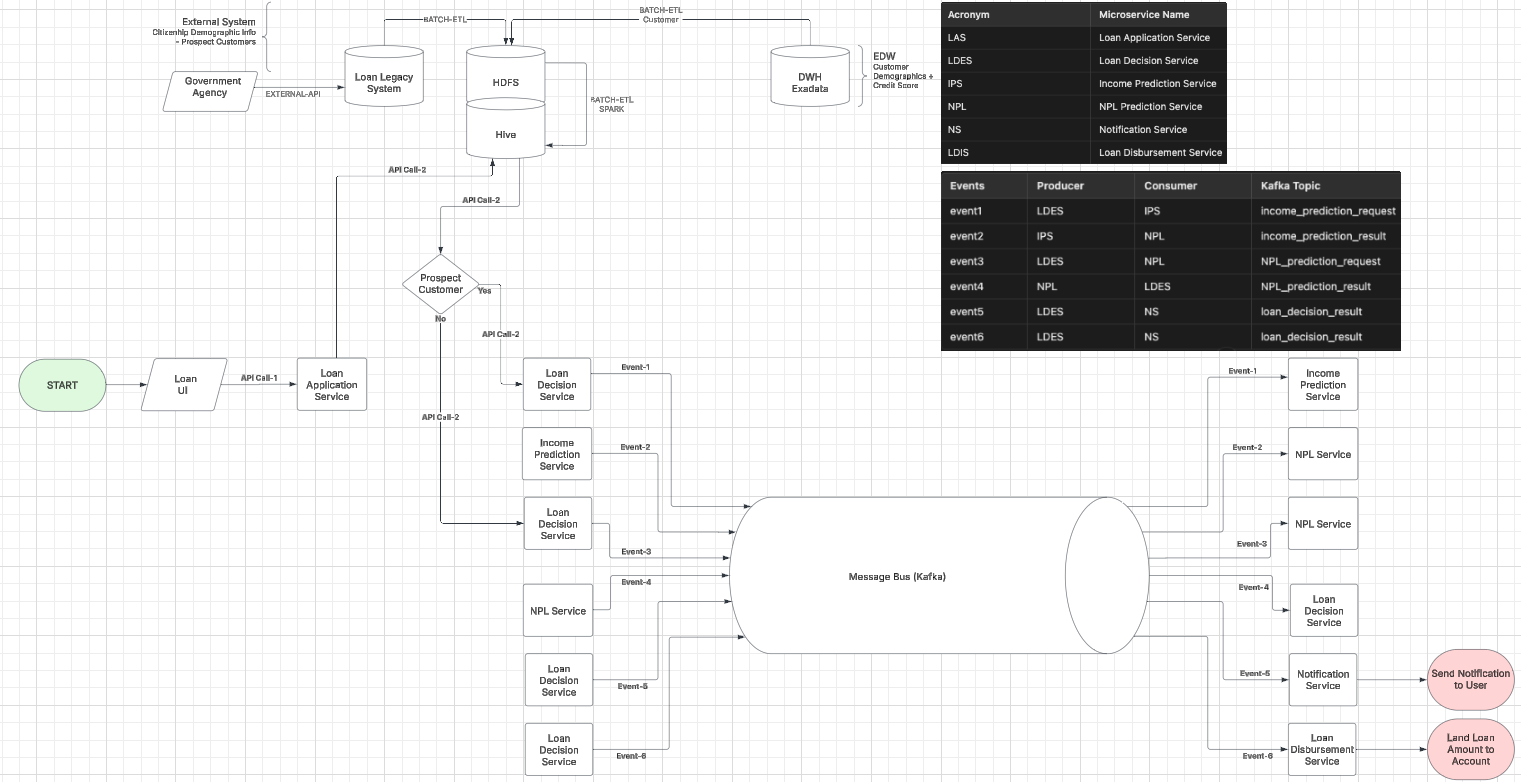 External System
Citizenship Demographic Info
- Prospect Customers
Government
Agency
EXTERNAL-API
Loan Legacy
System
BATCH-ETL
HDFS
Hive
BATCH-ETL
SPARK
BATCH-ETL
Customer
DWH
Exadata
EDW
Customer
Demographics +
Credit Score
Acronym Microservice Name
LAS Loan Application Service
LDES Loan Decision Service
IPS Income Prediction Service
NPL NPL Prediction Service
NS Notification Service
LDIS Loan Disbursement Service
Events Producer Consumer Kafka Topic
event1 LDES IPS income_prediction_request
event2 IPS NPL income_prediction_result
event3 LDES NPL NPL_prediction_request
event4 NPL LDES NPL_prediction_result
event5 LDES NS loan_decision_result
event6 LDES NS loan_decision_result
API Call-2
API Call-2
Prospect
Customer
Yes
No
API Call-2
API Call-2
START
Loan
UI
API Call-1
Loan
Application
Service
Loan
Decision
Service
Event-1
Income
Prediction
Service
Event-2
Loan
Decision
Service
Event-3
NPL Service
Event-4
Loan
Decision
Service
Event-5
Loan
Decision
Service
Event-6
Message Bus (Kafka)
Event-1
Income
Prediction
Service
Event-2
NPL Service
Event-3
NPL Service
Event-4
Loan
Decision
Service
Event-5
Notification
Service
Send Notification
to User
Event-6
Loan
Disbursement
Service
Land Loan
Amount to
Account